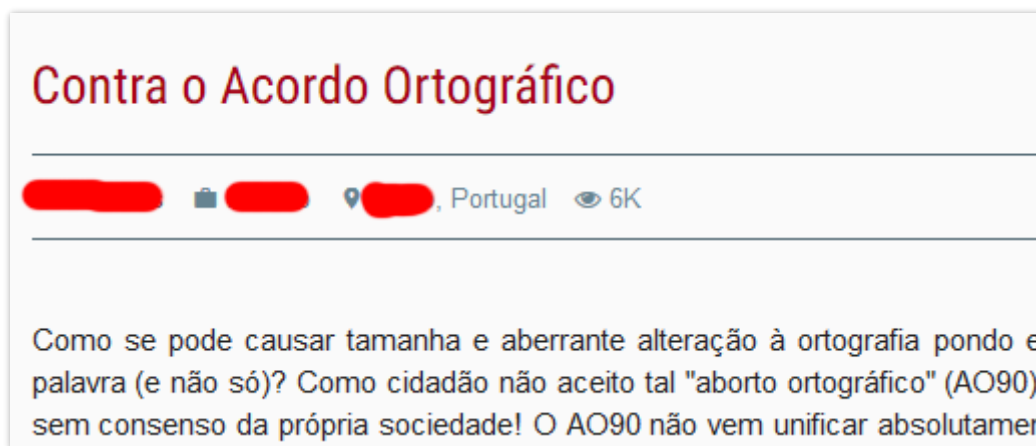 Contra o Acordo Ortográfico
, Portugal 6K
Como se pode causar tamanha e aberrante alteração à ortografia pondo
palavra (e não só)? Como cidadão não aceito tal "aborto ortográfico" (AO90)
sem consenso da própria sociedade! O AO90 não vem unificar